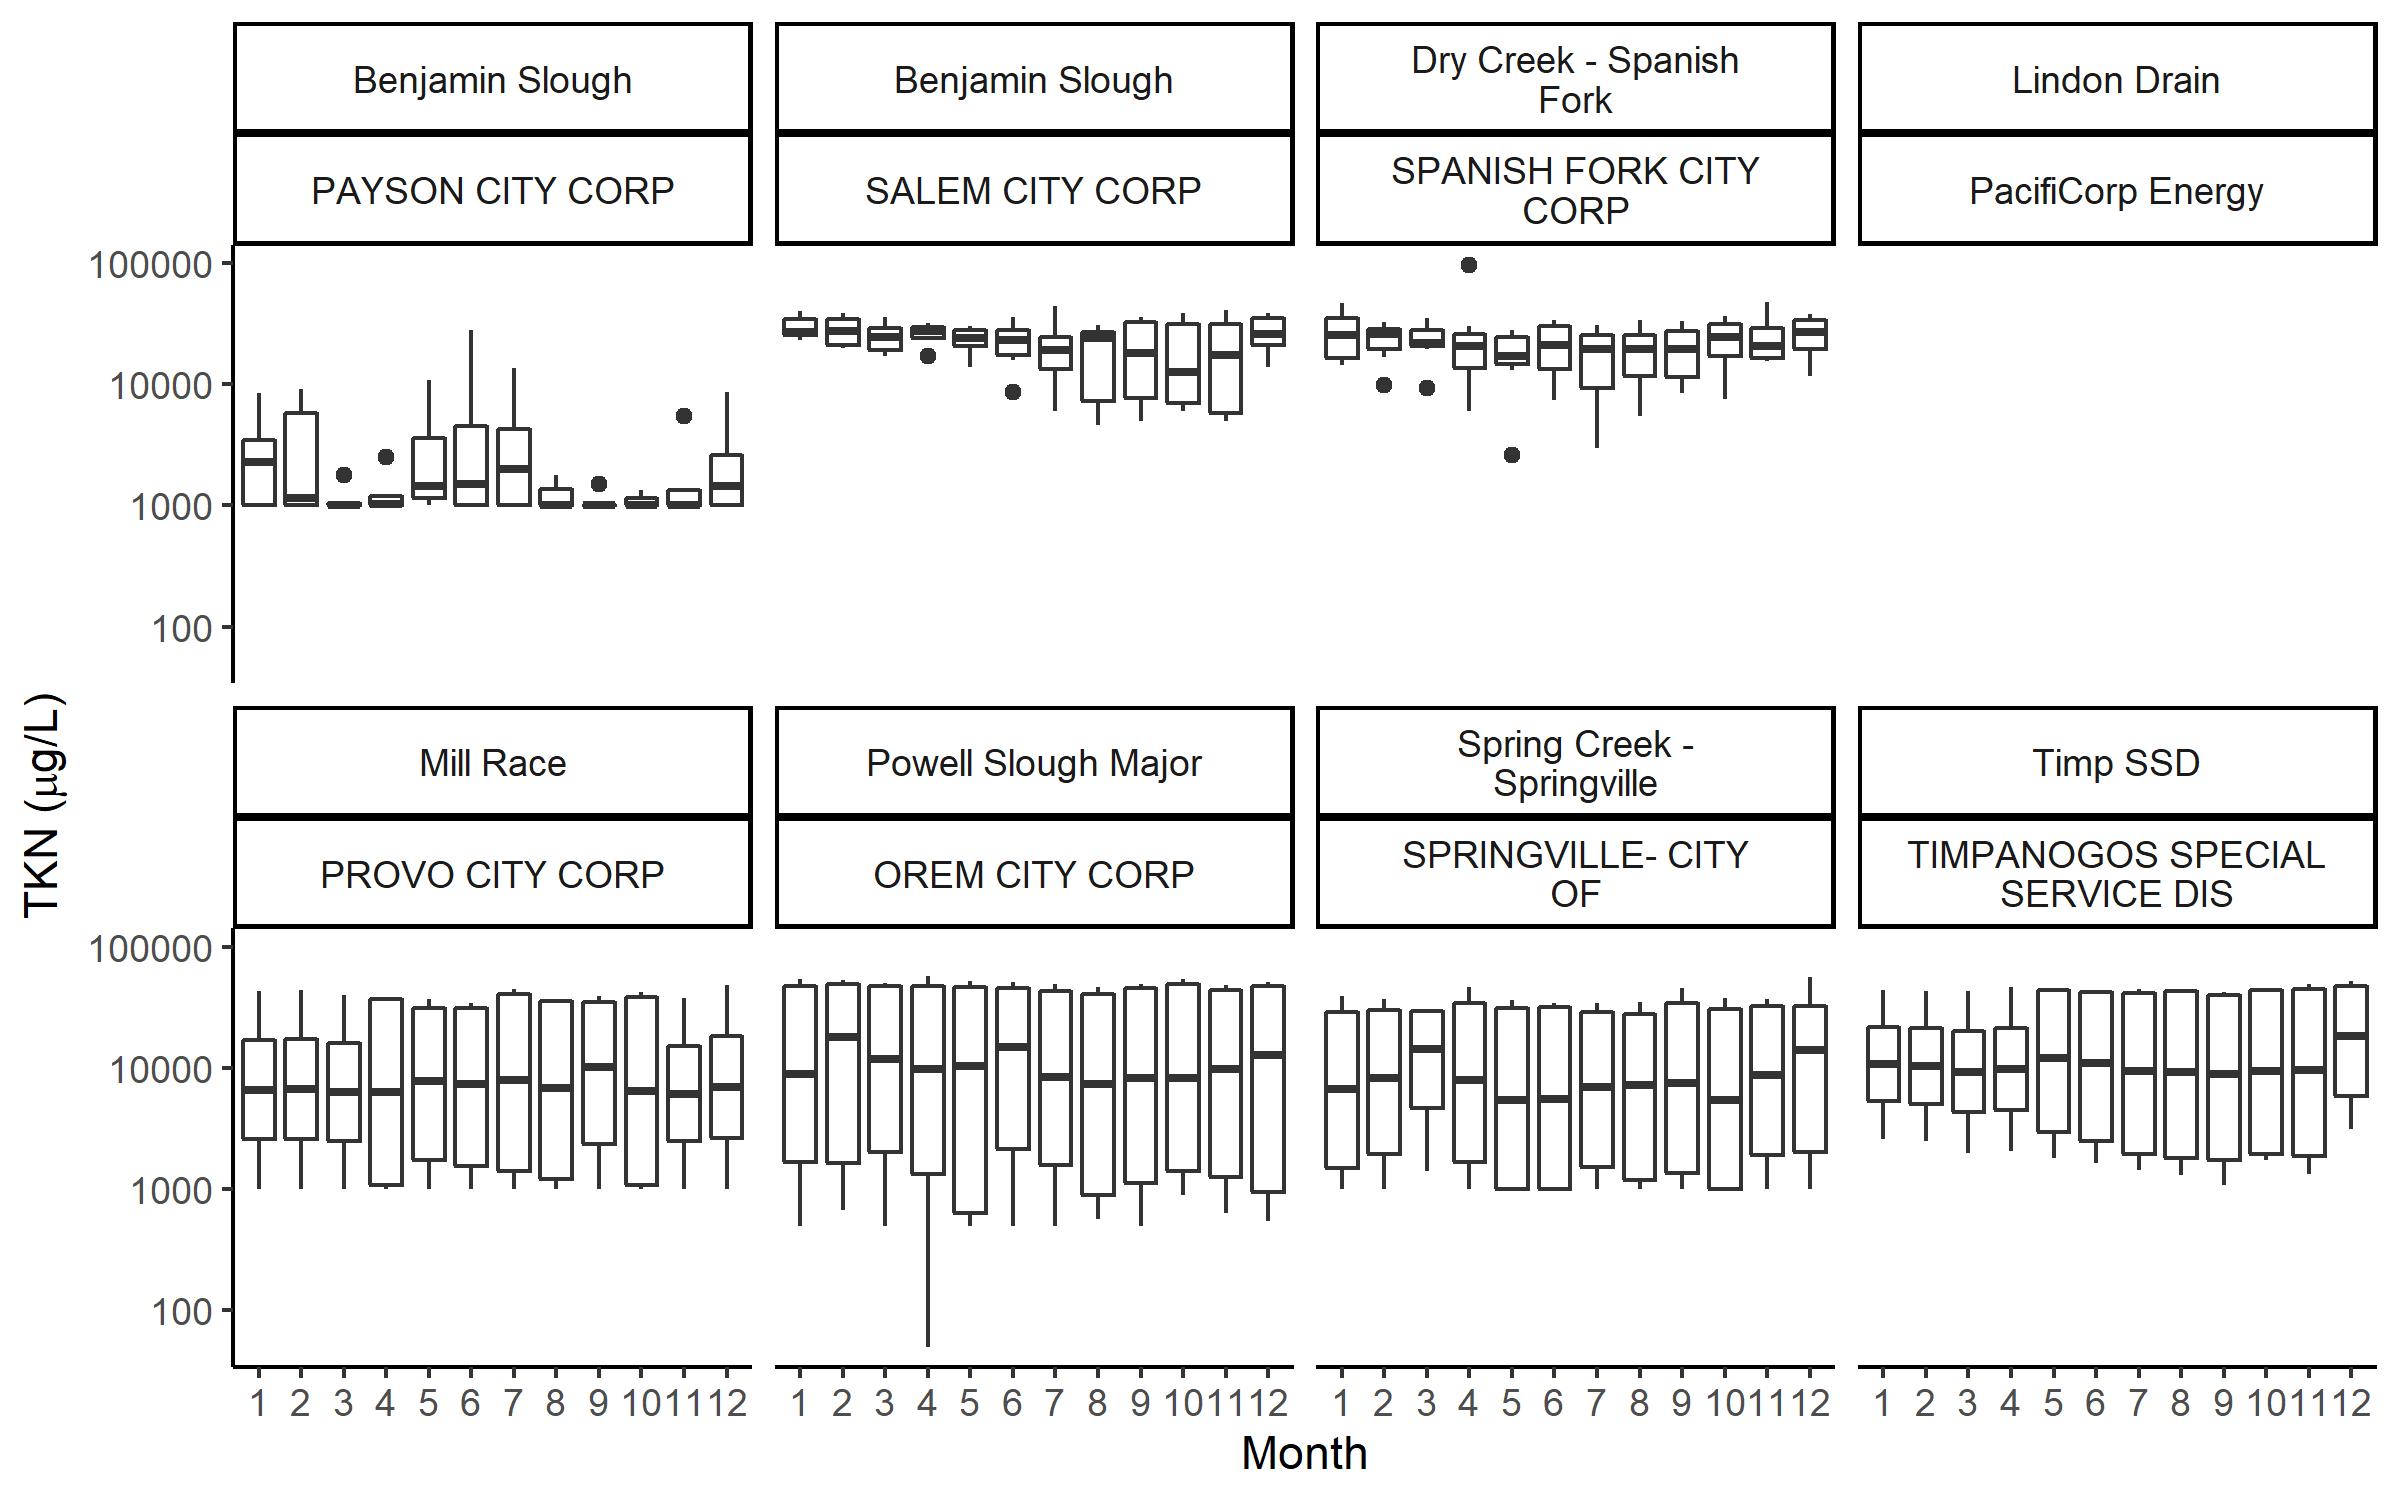 Benjamin Slough
Benjamin Slough
Dry Creek - Spanish
Fork
Lindon Drain
PAYSON CITY CORP
SALEM CITY CORP
SPANISH FORK CITY
CORP
PacifiCorp Energy
100000
10000
1000
100
TKN (µg/L)
Mill Race
Powell Slough Major
Spring Creek -
Springville
Timp SSD
PROVO CITY CORP
OREM CITY CORP
SPRINGVILLE- CITY
OF
TIMPANOGOS SPECIAL
SERVICE DIS
100000
10000
1000
100
1 2 3 4 5 6 7 8 9 10 11 12
1 2 3 4 5 6 7 8 9 10 11 12
1 2 3 4 5 6 7 8 9 10 11 12
1 2 3 4 5 6 7 8 9 10 11 12
Month